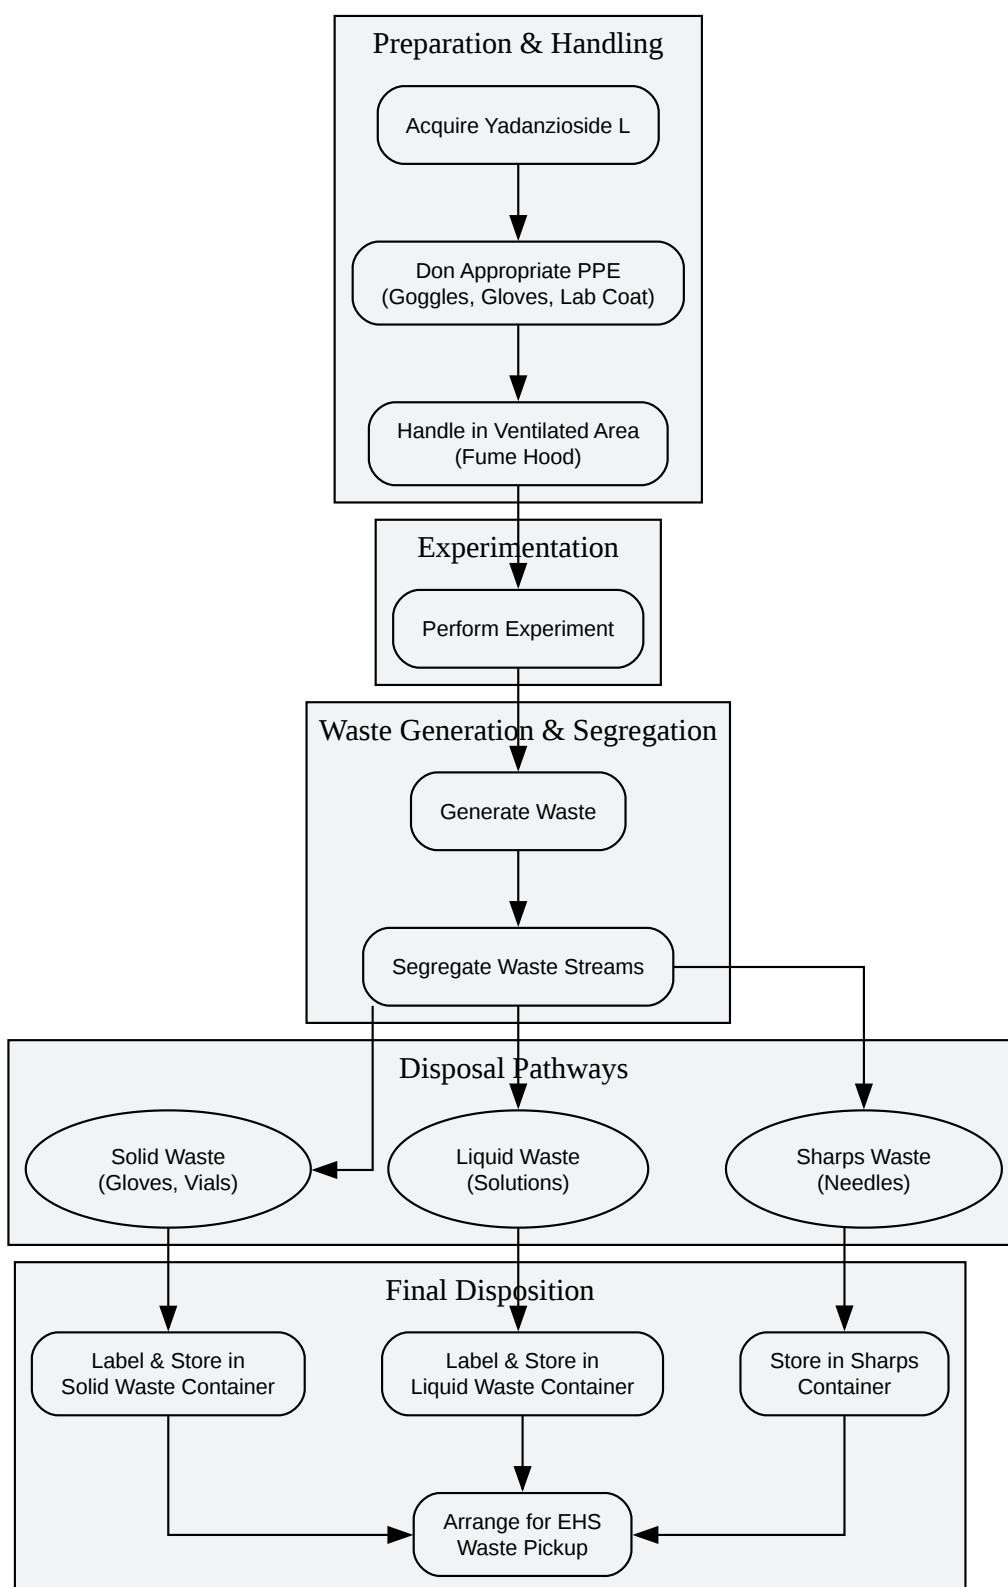 Preparation & Handling
Acquire Yadanzioside L
Don Appropriate PPE
(Goggles, Gloves, Lab Coat)
Handle in Ventilated Area
(Fume Hood)
Experimentation
Perform Experiment
Waste Generation & Segregation
Generate Waste
Segregate Waste Streams
Disposal Pathways
Solid Waste
(Gloves, Vials)
Liquid Waste
(Solutions)
Sharps Waste
(Needles)
Final Disposition
Label & Store in
Solid Waste Container
Label & Store in
Liquid Waste Container
Store in Sharps
Container
Arrange for EHS
Waste Pickup